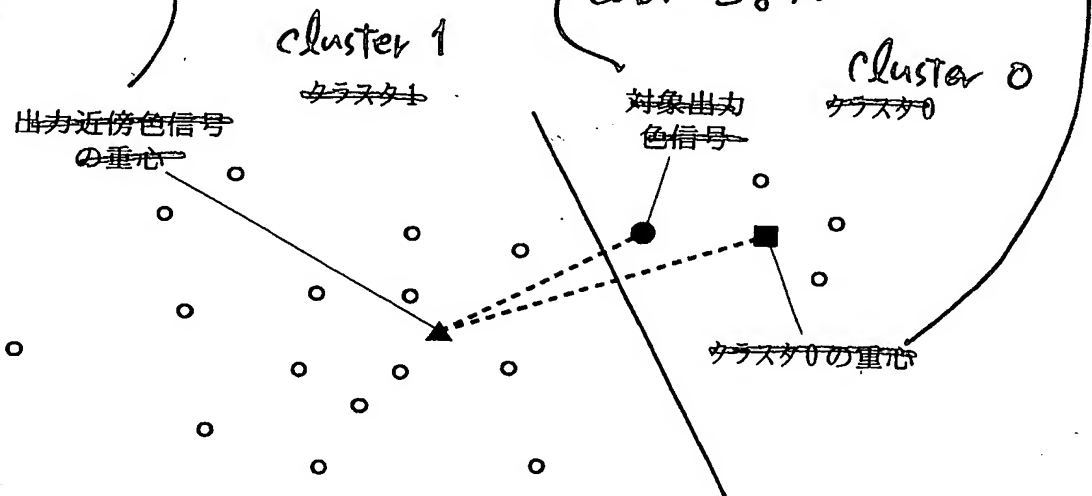 cluster 1
cluster 0
クラスタ1
対象出力
色信号
クラスタ0
出力近傍色信号
の重心
クラスタ0の重心